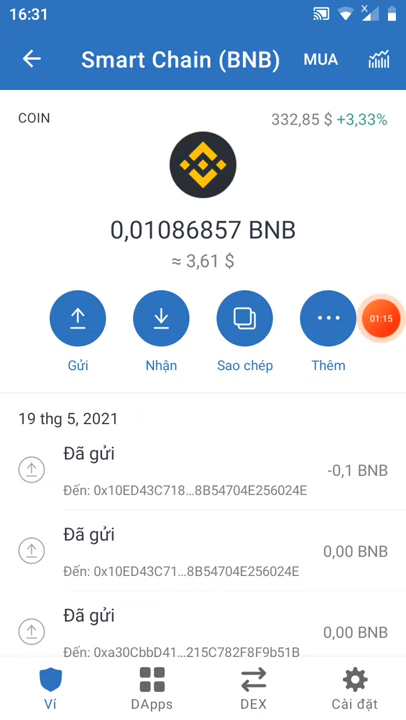 16:31
Smart Chain (BNB)
MUA
COIN
332,85 $ +3,33%
0,01086857 BNB
≈ 3,61 $
Gửi
Nhận
Sao chép
Thêm
01:15
19 thg 5, 2021
Đã gửi
-0,1 BNB
Đến: 0x10ED43C718...8B54704E256024E
Đã gửi
0,00 BNB
Đến: 0x10ED43C71...8B54704E256024E
Đã gửi
0,00 BNB
Đến: 0xa30CbbD41...215C782F8F9b51B
Ví
DApps
DEX
Cài đặt